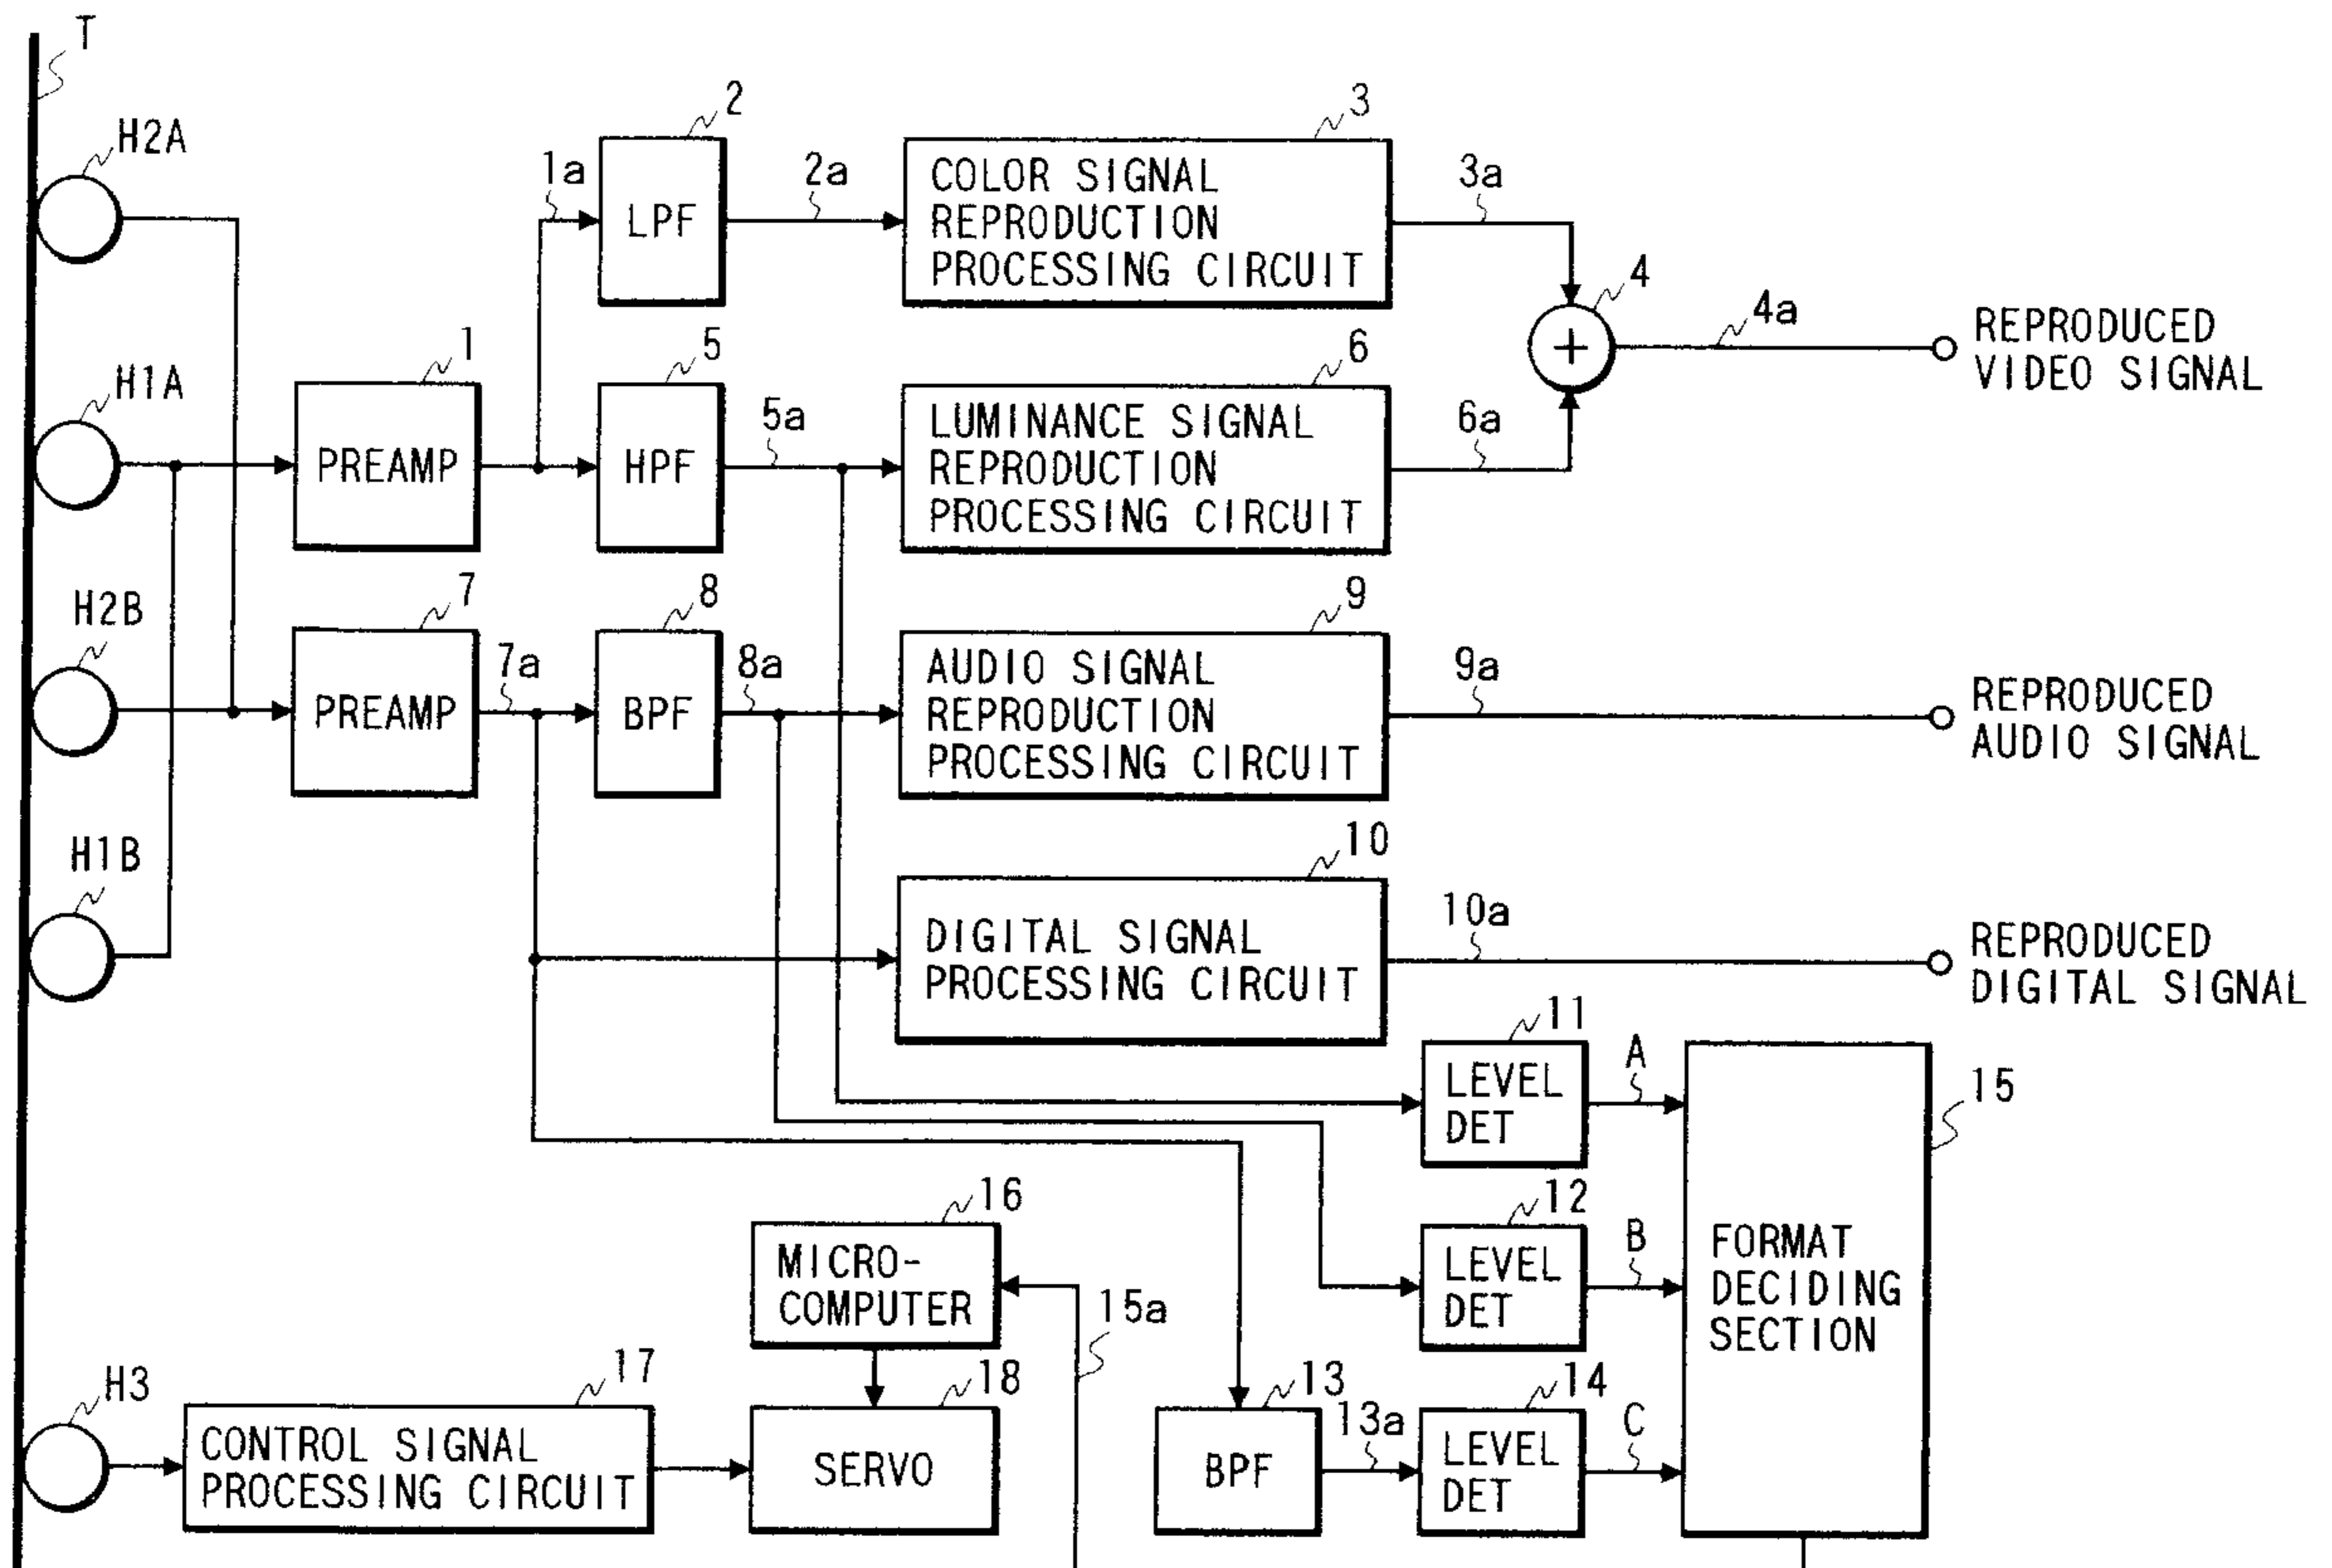 T
H2A
2
3
1a
LPF
2a
COLOR SIGNAL
REPRODUCTION
PROCESSING CIRCUIT
3a
4
4a
REPRODUCED
VIDEO SIGNAL
H1A
1
PREAMP
5
HPF
5a
6
LUMINANCE SIGNAL
REPRODUCTION
PROCESSING CIRCUIT
6a
+
H2B
7
PREAMP
7a
8
BPF
8a
9
AUDIO SIGNAL
REPRODUCTION
PROCESSING CIRCUIT
9a
REPRODUCED
AUDIO SIGNAL
H1B
10
DIGITAL SIGNAL
PROCESSING CIRCUIT
10a
REPRODUCED
DIGITAL SIGNAL
11
LEVEL
DET
A
15
12
LEVEL
DET
B
FORMAT
DECIDING
SECTION
16
MICRO-
COMPUTER
15a
H3
17
CONTROL SIGNAL
PROCESSING CIRCUIT
18
SERVO
13
BPF
13a
14
LEVEL
DET
C